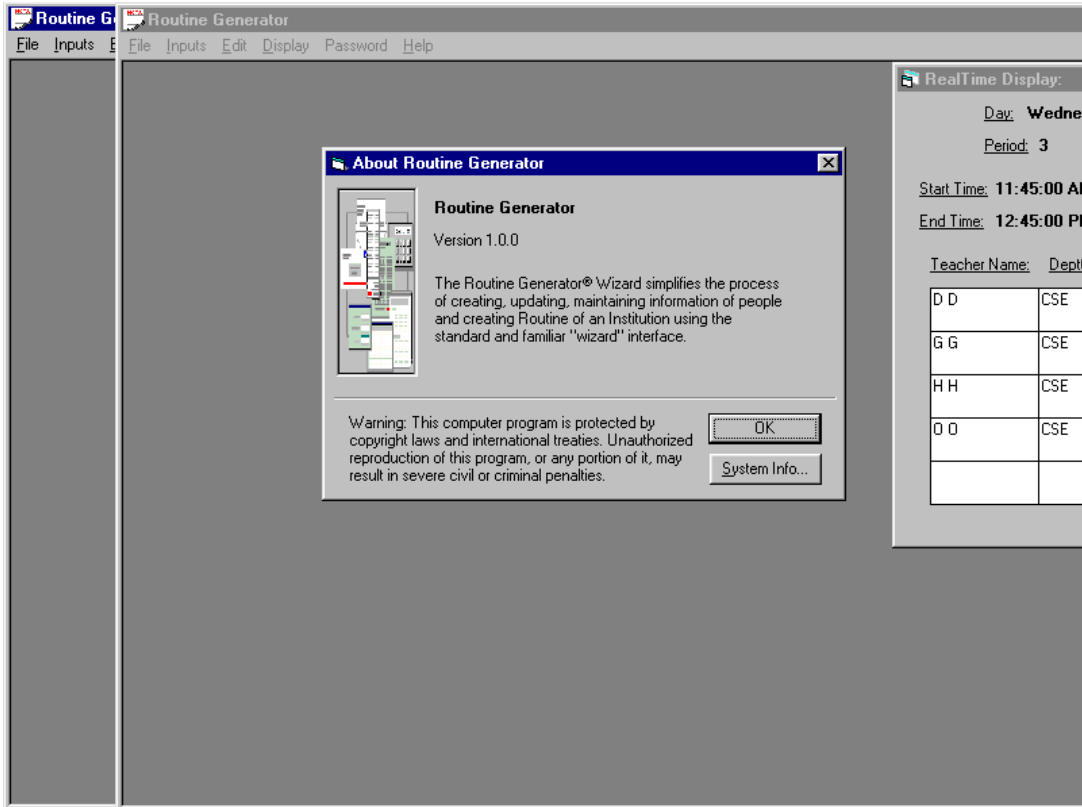 Routine G
File Inputs E
Routine Generator
File Inputs Edit Display Password Help
About Routine Generator
Routine Generator
Version 1.0.0
The Routine Generator® Wizard simplifies the process
of creating, updating, maintaining information of people
and creating Routine of an Institution using the
standard and familiar "wizard" interface.
Warning: This computer program is protected by
copyright laws and international treaties. Unauthorized
reproduction of this program, or any portion of it, may
result in severe civil or criminal penalties.
OK
System Info...
RealTime Display:
Day: Wedne
Period: 3
Start Time: 11:45:00 A
End Time: 12:45:00 P
Teacher Name: Dept
D D CSE
G G CSE
H H CSE
O O CSE